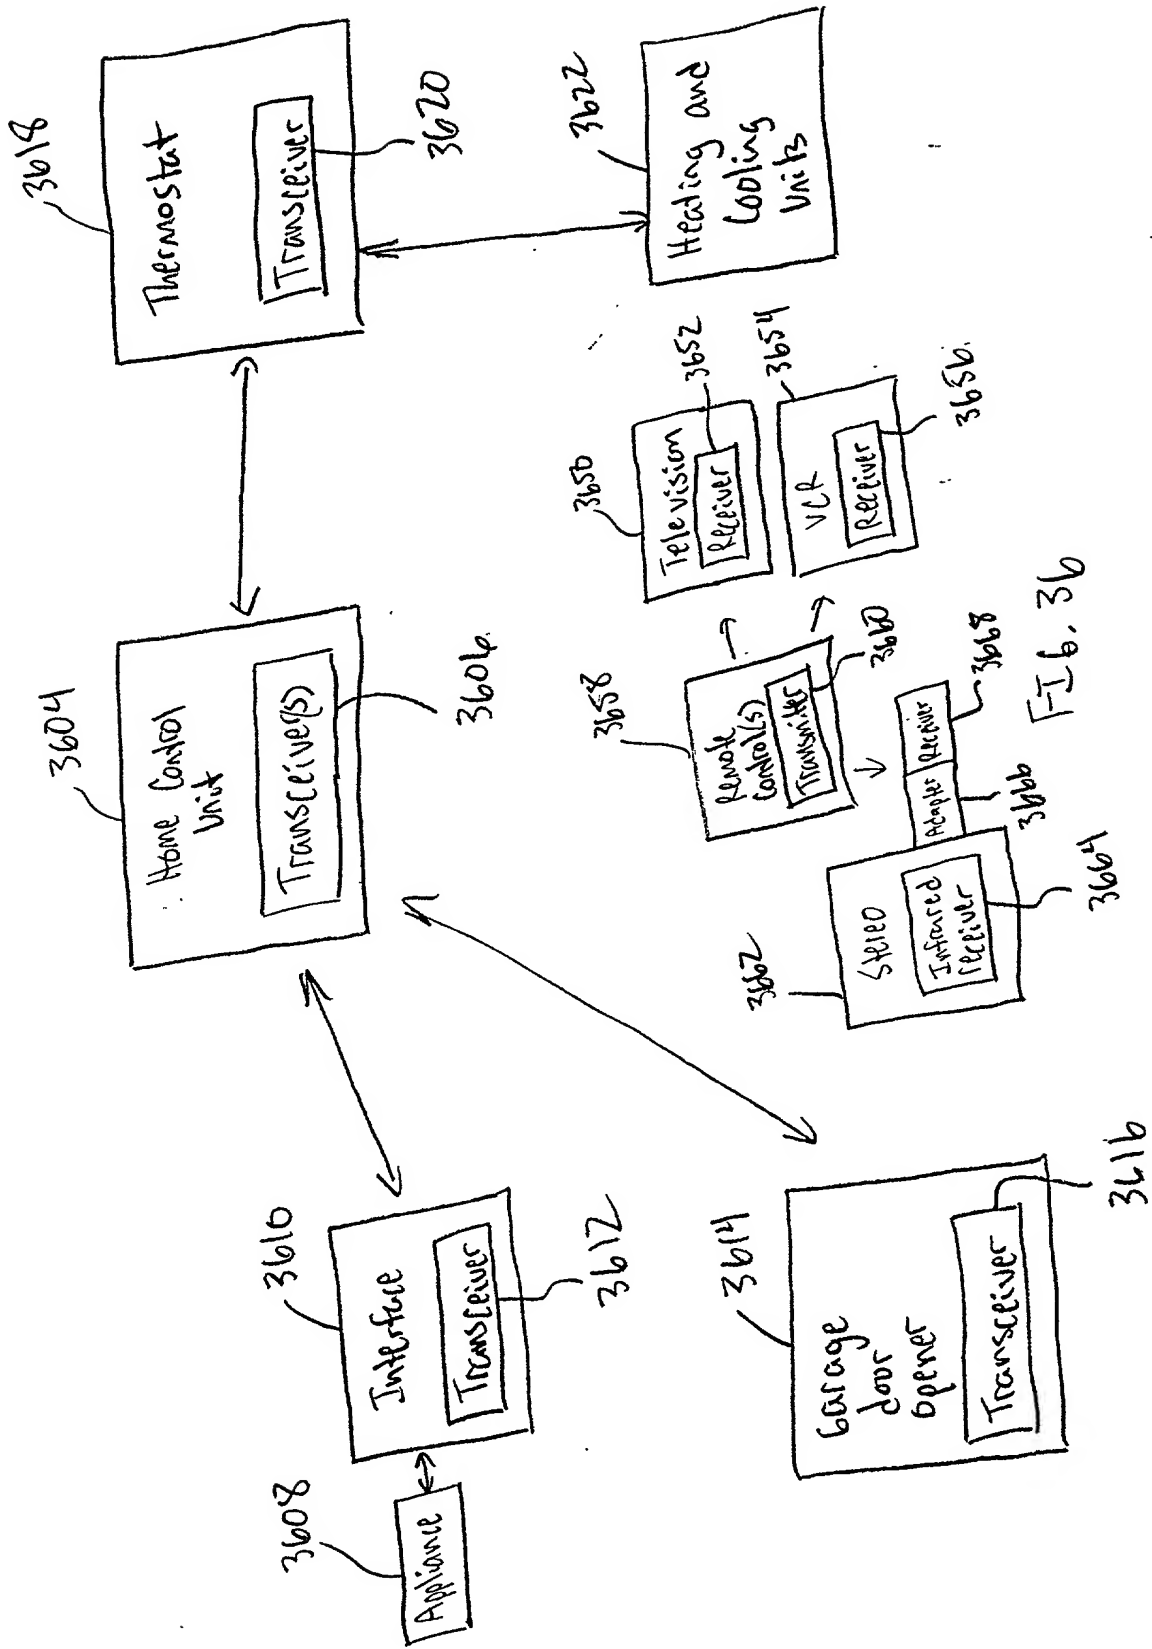 3604
Home Control
Unit
Transceiver(s)
3606
3618
Thermostat
Transceiver
3620
3610
Interface
Transceiver
3612
3608
Appliance
3614
Garage
door
opener
Transceiver
3616
3622
Heating and
Cooling
Units
3650
Television
Receiver
3652
3654
VCR
Receiver
3656
3658
Remote
Control(s)
Transmitter
3660
3662
Stereo
Infrared
receiver
3664
Adapter
3666
Receiver
3668
FIG. 36